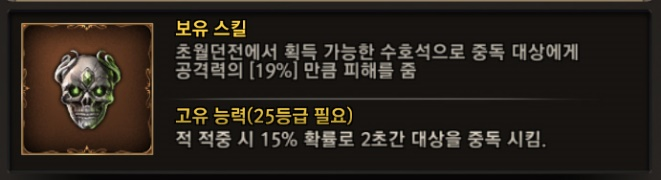 보유 스킬
초월던전에서 획득 가능한 수호석으로 중독 대상에게
공격력의 [19%] 만큼 피해를 줌
고유 능력(25등급 필요)
적 적중 시 15% 확률로 2초간 대상을 중독 시킴.